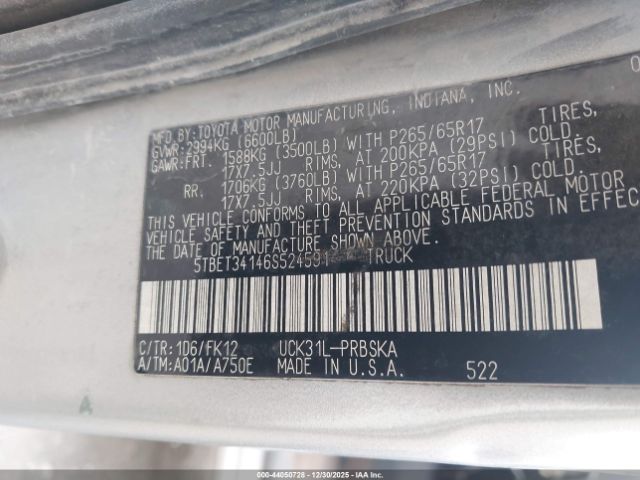 MFD. BY: TOYOTA MOTOR MANUFACTURING, INDIANA, INC.
GVWR: 2994KG (6600LB)
GAWR: FRT. 1588KG (3500LB) WITH P265/65R17 TIRES,
17X7.5JJ RIMS, AT 200KPA (29PSI) COLD.
RR. 1706KG (3760LB) WITH P265/65R17 TIRES,
17X7.5JJ RIMS, AT 220KPA (32PSI) COLD.
THIS VEHICLE CONFORMS TO ALL APPLICABLE FEDERAL MOTOR
VEHICLE SAFETY AND THEFT PREVENTION STANDARDS IN EFFEC
THE DATE OF MANUFACTURE SHOWN ABOVE.
5TBET34146S524591 TRUCK
C/TR: 1D6/FK12 UCK31L-PRBSKA
A/TM: A01A/A750E MADE IN U.S.A. 522
000-44050728 - 12/30/2025 - IAA